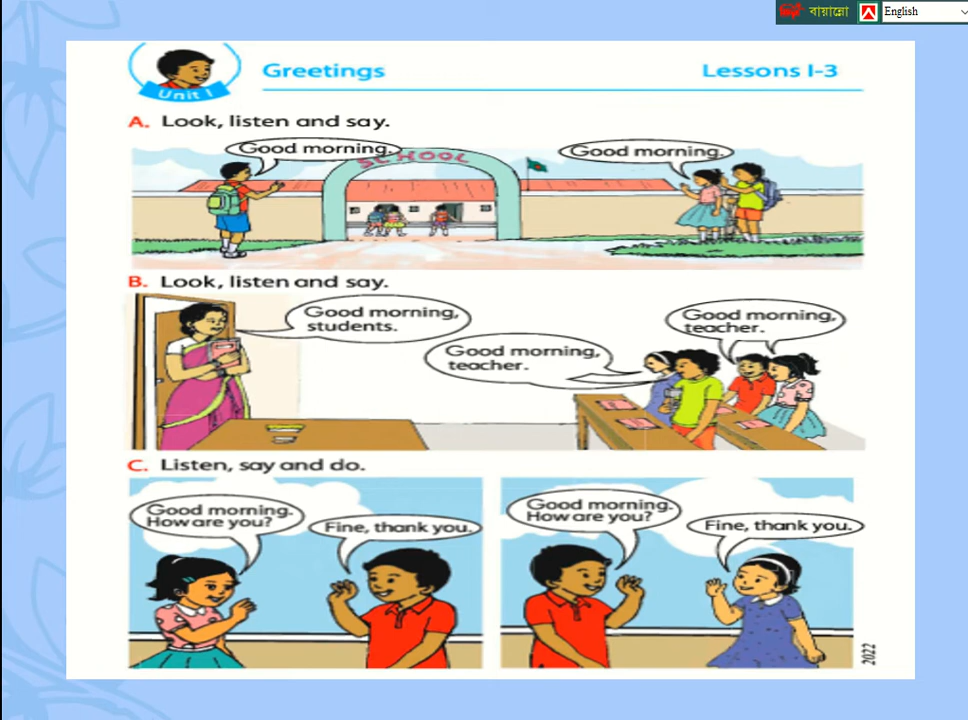 বায়ান্নো English
Unit 1
Greetings Lessons 1-3
A. Look, listen and say.
Good morning.
SCHOOL
Good morning.
B. Look, listen and say.
Good morning,
students.
Good morning,
teacher.
Good morning,
teacher.
C. Listen, say and do.
Good morning.
How are you?
Fine, thank you.
Good morning.
How are you?
Fine, thank you.
2022